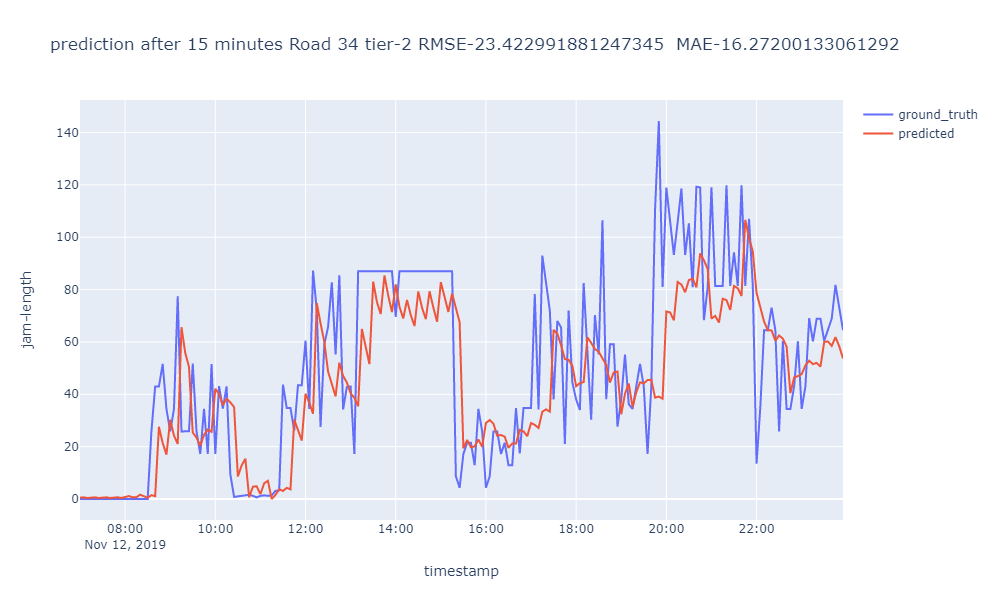 prediction after 15 minutes Road 34 tier-2 RMSE-23.422991881247345  MAE-16.27200133061292
ground_truth
predicted
jam-length
140
120
100
80
60
40
20
0
08:00 10:00 12:00 14:00 16:00 18:00 20:00 22:00
Nov 12, 2019
timestamp